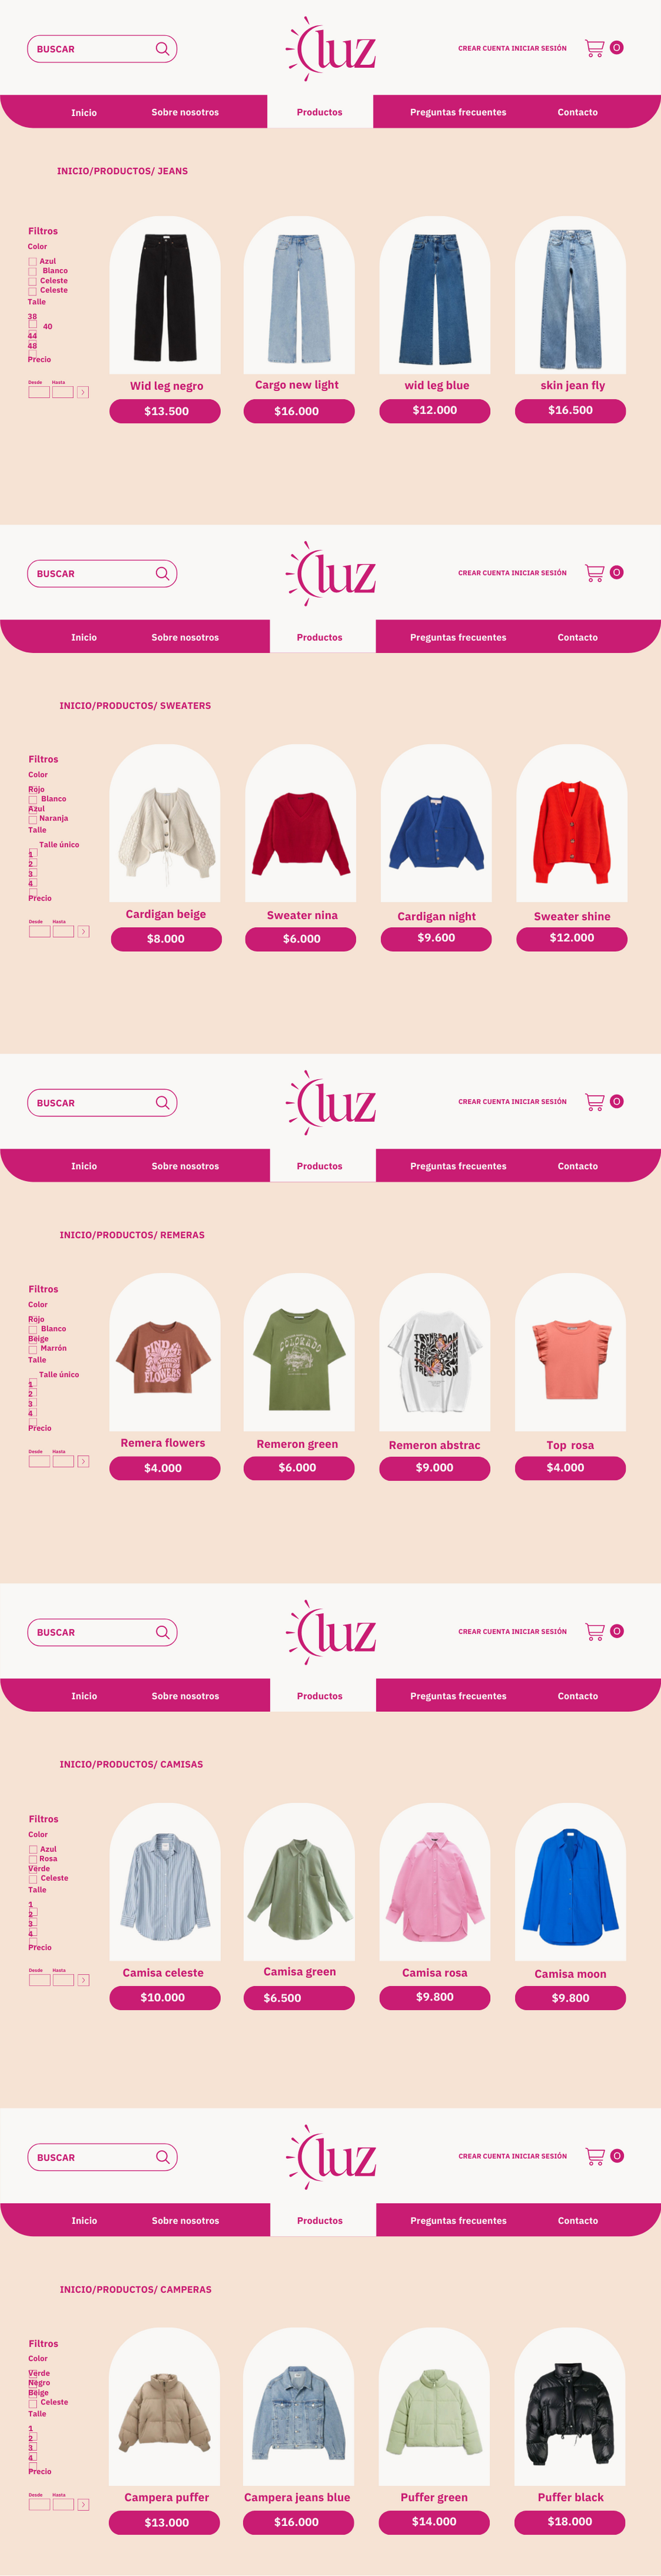 BUSCAR
luz
CREAR CUENTA INICIAR SESIÓN
0
Inicio
Sobre nosotros
Productos
Preguntas frecuentes
Contacto
INICIO/PRODUCTOS/ JEANS
Filtros
Color
Azul
Blanco
Celeste
Celeste
Talle
38
40
44
48
Precio
Desde Hasta
Wid leg negro
$13.500
Cargo new light
$16.000
wid leg blue
$12.000
skin jean fly
$16.500
BUSCAR
luz
CREAR CUENTA INICIAR SESIÓN
0
Inicio
Sobre nosotros
Productos
Preguntas frecuentes
Contacto
INICIO/PRODUCTOS/ SWEATERS
Filtros
Color
Rojo
Blanco
Azul
Naranja
Talle
Talle único
1
2
3
4
Precio
Desde Hasta
Cardigan beige
$8.000
Sweater nina
$6.000
Cardigan night
$9.600
Sweater shine
$12.000
BUSCAR
luz
CREAR CUENTA INICIAR SESIÓN
0
Inicio
Sobre nosotros
Productos
Preguntas frecuentes
Contacto
INICIO/PRODUCTOS/ REMERAS
Filtros
Color
Rojo
Blanco
Beige
Marrón
Talle
Talle único
1
2
3
4
Precio
Desde Hasta
FLOWERS
COLORADO
Remera flowers
$4.000
Remeron green
$6.000
Remeron abstrac
$9.000
Top rosa
$4.000
BUSCAR
luz
CREAR CUENTA INICIAR SESIÓN
0
Inicio
Sobre nosotros
Productos
Preguntas frecuentes
Contacto
INICIO/PRODUCTOS/ CAMISAS
Filtros
Color
Azul
Rosa
Verde
Celeste
Talle
1
2
3
4
Precio
Desde Hasta
Camisa celeste
$10.000
Camisa green
$6.500
Camisa rosa
$9.800
Camisa moon
$9.800
BUSCAR
luz
CREAR CUENTA INICIAR SESIÓN
0
Inicio
Sobre nosotros
Productos
Preguntas frecuentes
Contacto
INICIO/PRODUCTOS/ CAMPERAS
Filtros
Color
Verde
Negro
Beige
Celeste
Talle
1
2
3
4
Precio
Desde Hasta
Campera puffer
$13.000
Campera jeans blue
$16.000
Puffer green
$14.000
Puffer black
$18.000